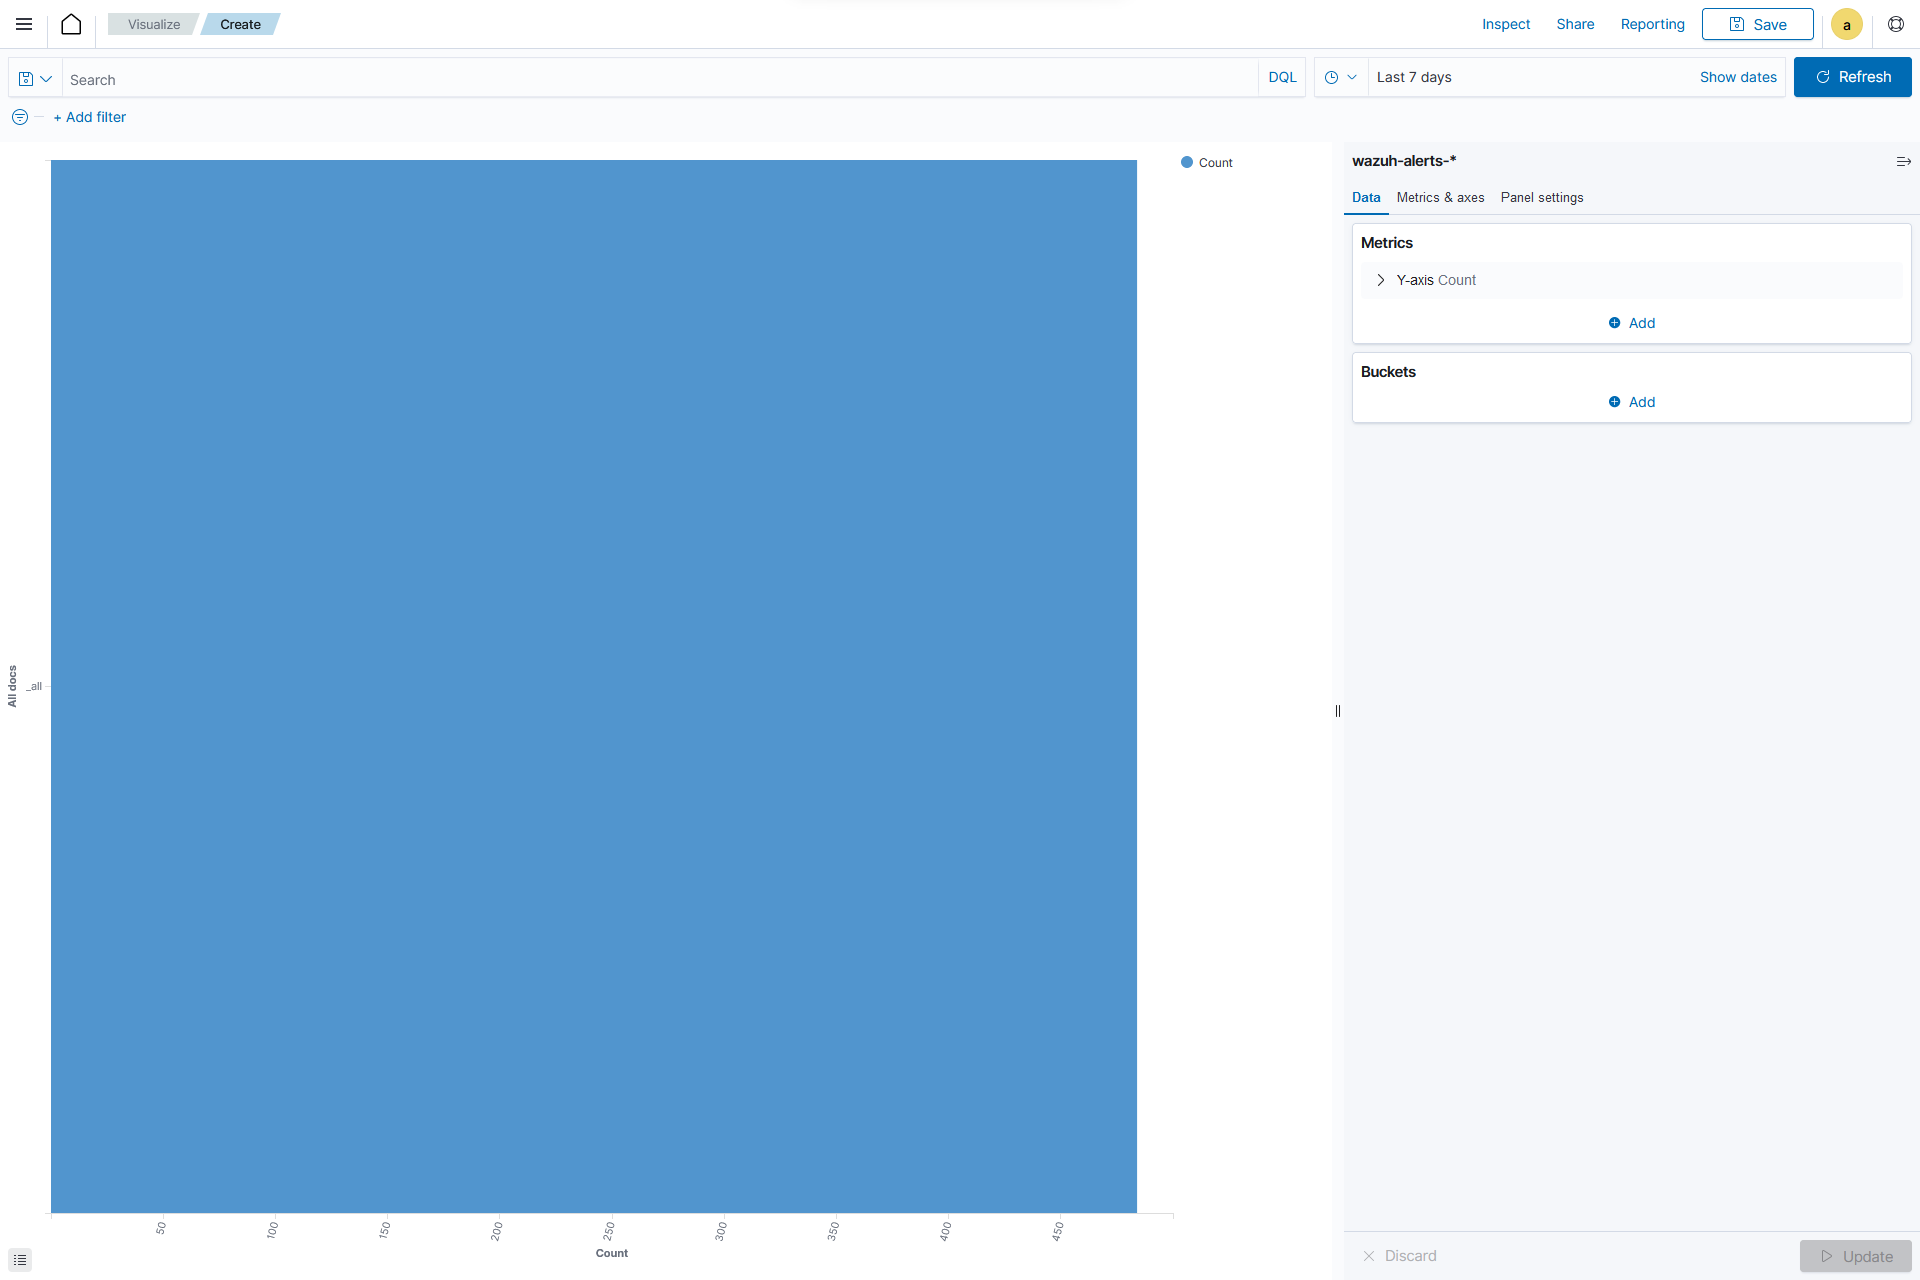 Visualize Create Inspect Share Reporting Save a
Search DQL Last 7 days Show dates Refresh
+ Add filter
Count
wazuh-alerts-*
Data Metrics & axes Panel settings
Metrics
Y-axis Count
Add
Buckets
Add
All docs
_all
50 100 150 200 250 300 350 400 450
Count
Discard Update